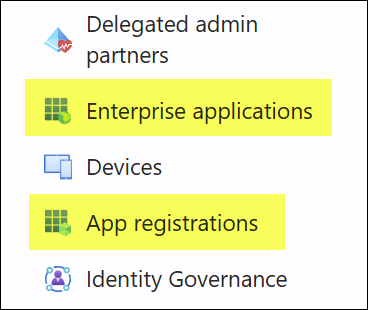 Delegated admin
partners
Enterprise applications
Devices
App registrations
Identity Governance